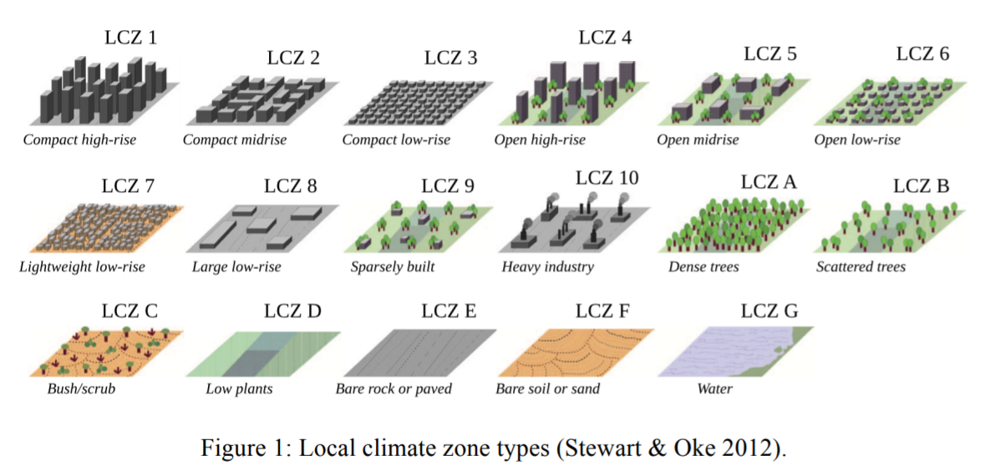 LCZ 1
LCZ 2
LCZ 3
LCZ 4
LCZ 5
LCZ 6
Compact high-rise
Compact midrise
Compact low-rise
Open high-rise
Open midrise
Open low-rise
LCZ 7
LCZ 8
LCZ 9
LCZ 10
LCZ A
LCZ B
Lightweight low-rise
Large low-rise
Sparsely built
Heavy industry
Dense trees
Scattered trees
LCZ C
LCZ D
LCZ E
LCZ F
LCZ G
Bush/scrub
Low plants
Bare rock or paved
Bare soil or sand
Water
Figure 1: Local climate zone types (Stewart & Oke 2012).